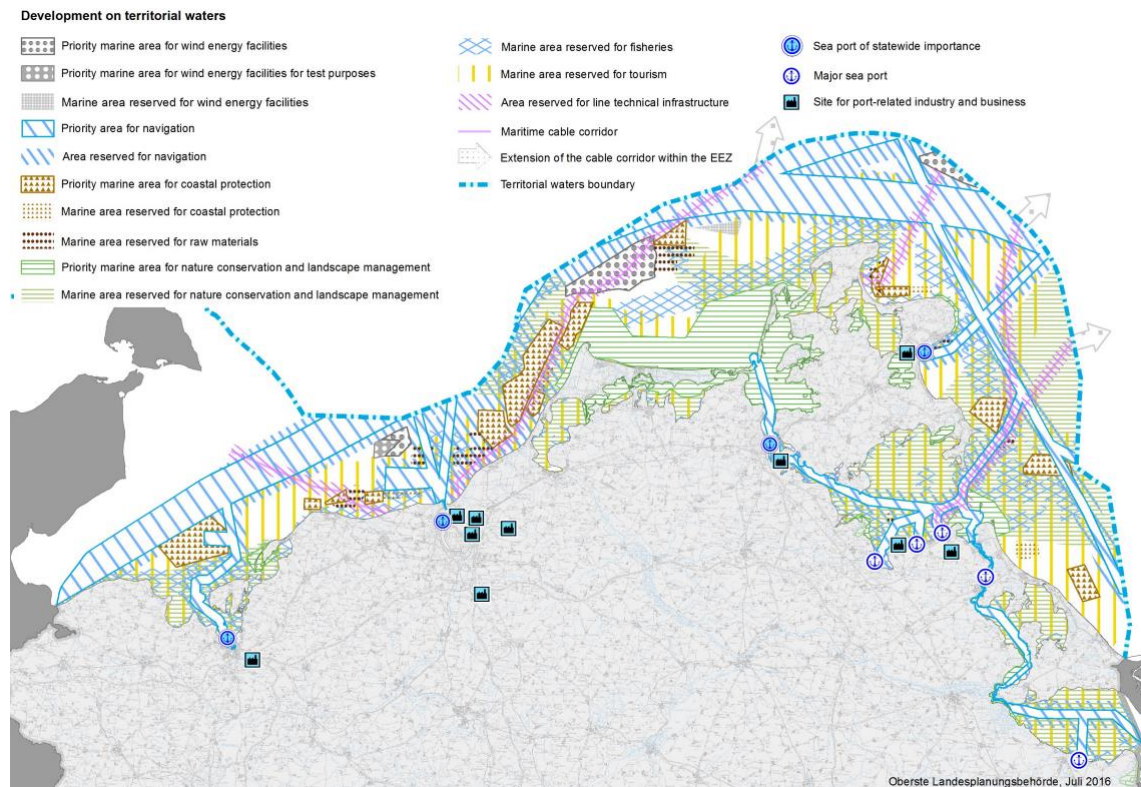 Development on territorial waters
Priority marine area for wind energy facilities
Priority marine area for wind energy facilities for test purposes
Marine area reserved for wind energy facilities
Priority area for navigation
Area reserved for navigation
Priority marine area for coastal protection
Marine area reserved for coastal protection
Marine area reserved for raw materials
Priority marine area for nature conservation and landscape management
Marine area reserved for nature conservation and landscape management
Marine area reserved for fisheries
Marine area reserved for tourism
Area reserved for line technical infrastructure
Maritime cable corridor
Extension of the cable corridor within the EEZ
Territorial waters boundary
Sea port of statewide importance
Major sea port
Site for port-related industry and business
Oberste Landesplanungsbehörde, Juli 2016